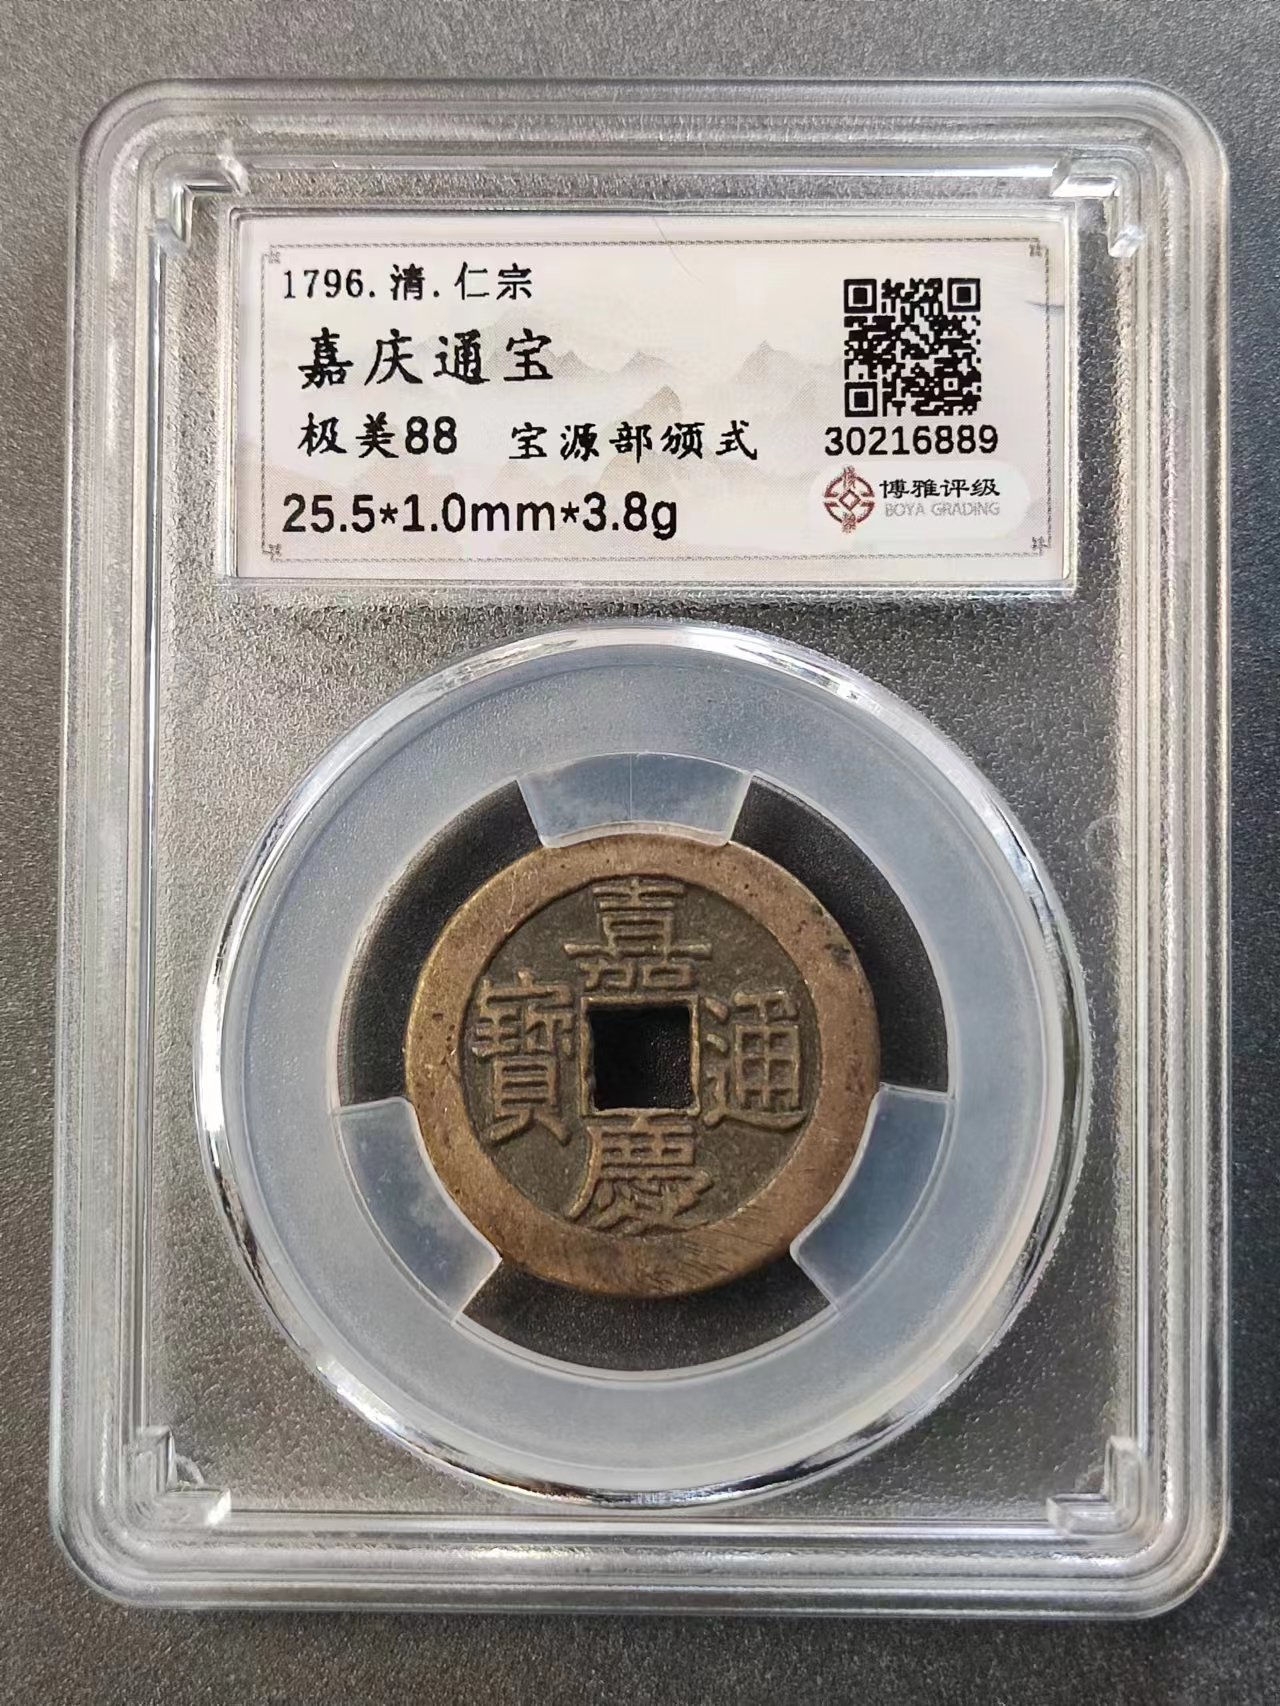 1796.清.仁宗
嘉庆通宝
极美88 宝源部颁式
25.5*1.0mm*3.8g
30216889
博雅评级
BOYA GRADING
嘉慶通寶